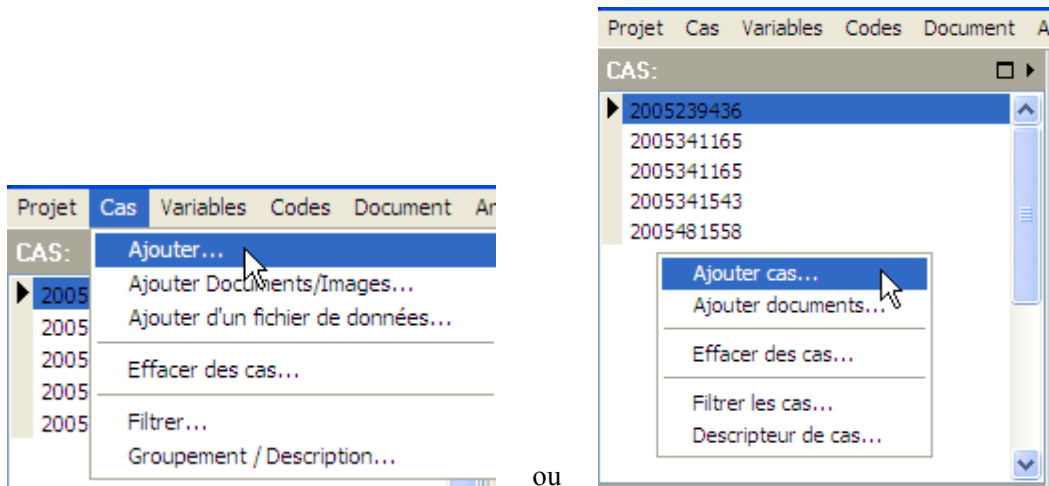 Projet Cas Variables Codes Document Ar
CAS:
2005
2005
2005
2005
2005
Ajouter...
Ajouter Documents/Images...
Ajouter d'un fichier de données...
Effacer des cas...
Filtrer...
Groupement / Description...
ou
Projet Cas Variables Codes Document A
CAS:
2005239436
2005341165
2005341165
2005341543
2005481558
Ajouter cas...
Ajouter documents...
Effacer des cas...
Filtrer les cas...
Descripteur de cas...